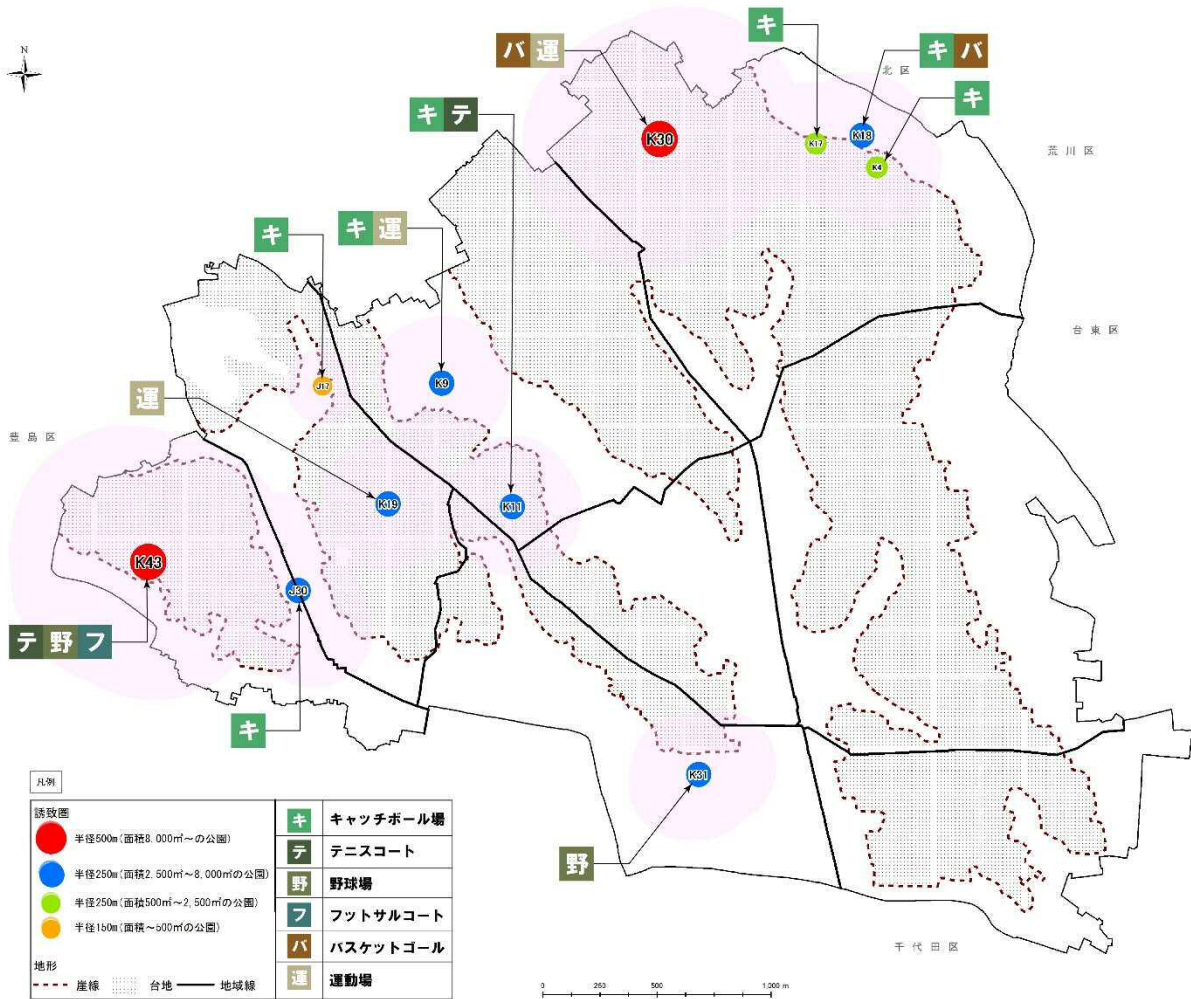 N
キ
バ 運
キ バ
北区
キ
キ テ
K30
K17
K18
K4
荒川区
キ
キ 運
台東区
運
J17
K9
豊島区
K19
K11
K43
J30
テ 野 フ
キ
K31
野
千代田区
凡例
誘致圏
半径500m(面積8,000㎡～の公園)
半径250m(面積2,500㎡～8,000㎡の公園)
半径250m(面積500㎡～2,500㎡の公園)
半径150m(面積～500㎡の公園)
地形
崖線 台地 地域線
キ キャッチボール場
テ テニスコート
野 野球場
フ フットサルコート
バ バスケットゴール
運 運動場
0 250 500 1,000 m